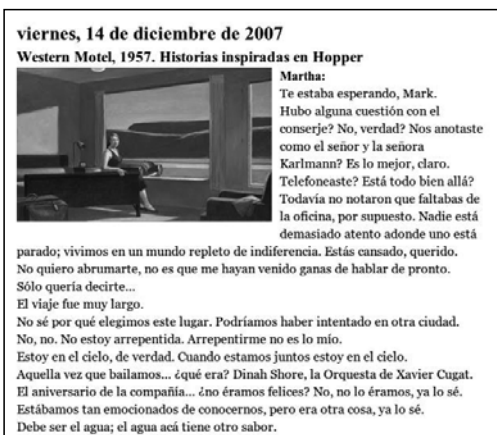 viernes, 14 de diciembre de 2007
Western Motel, 1957. Historias inspiradas en Hopper
Martha:
Te estaba esperando, Mark.
Hubo alguna cuestión con el
conserje? No, verdad? Nos anotaste
como el señor y la señora
Karlmann? Es lo mejor, claro.
Telefoneaste? Está todo bien allá?
Todavía no notaron que faltabas de
la oficina, por supuesto. Nadie está
demasiado atento adonde uno está
parado; vivimos en un mundo repleto de indiferencia. Estás cansado, querido.
No quiero abrumarte, no es que me hayan venido ganas de hablar de pronto.
Sólo quería decirte...
El viaje fue muy largo.
No sé por qué elegimos este lugar. Podríamos haber intentado en otra ciudad.
No, no. No estoy arrepentida. Arrepentirme no es lo mío.
Estoy en el cielo, de verdad. Cuando estamos juntos estoy en el cielo.
Aquella vez que bailamos... ¿qué era? Dinah Shore, la Orquesta de Xavier Cugat.
El aniversario de la compañía... ¿no éramos felices? No, no lo éramos, ya lo sé.
Estábamos tan emocionados de conocernos, pero era otra cosa, ya lo sé.
Debe ser el agua; el agua acá tiene otro sabor.